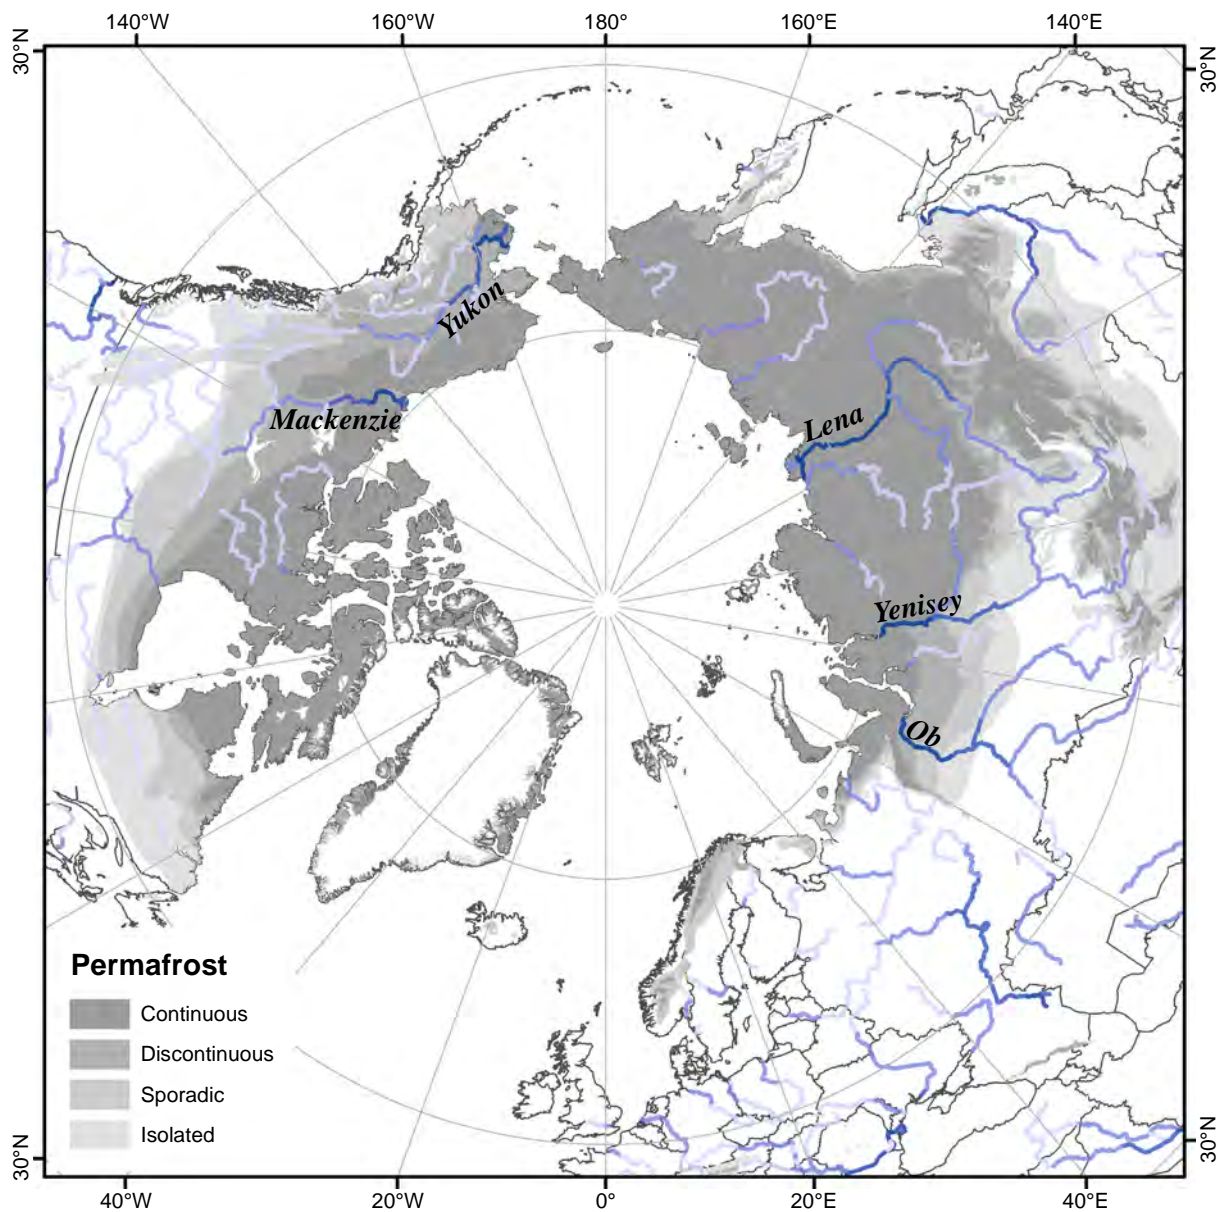 140°W 160°W 180° 160°E 140°E
30°N 30°N
Yukon
Mackenzie
Lena
Yenisey
Ob
Permafrost
Continuous
Discontinuous
Sporadic
Isolated
30°N 30°N
40°W 20°W 0° 20°E 40°E